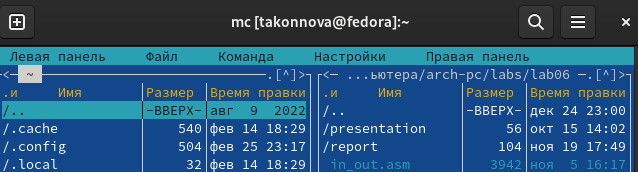 mc [takonnova@fedora]:~
Левая панель Файл Команда Настройки Правая панель
<— ~ .[^]> <— ...ьютера/arch-pc/labs/lab06 —.[^]>
.и Имя Размер Время правки .и Имя Размер Время правки
/.. -ВВЕРХ- авг 9 2022 /.. -ВВЕРХ- дек 24 23:00
/.cache 540 фев 14 18:29 /presentation 56 окт 15 14:02
/.config 504 фев 25 23:17 /report 104 ноя 19 17:49
/.local 32 фев 14 18:29 in_out.asm 3942 ноя 5 16:17